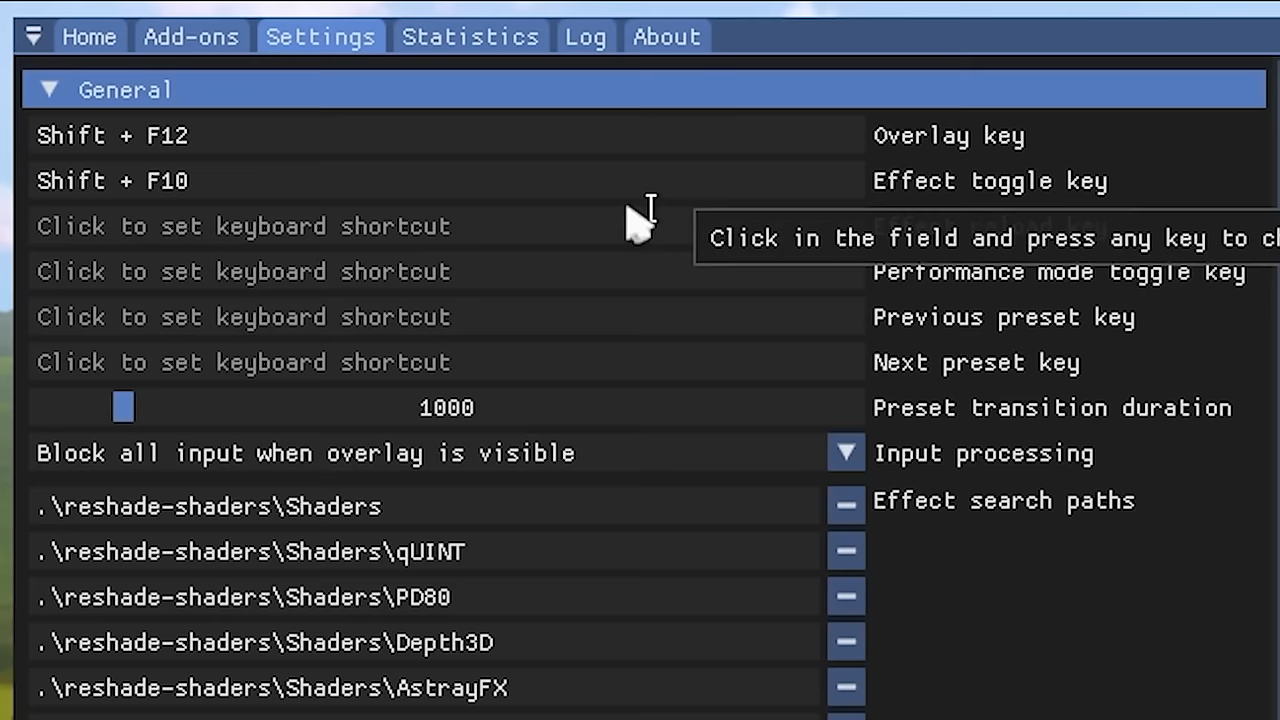 Home Add-ons Settings Statistics Log About
General
Shift + F12 Overlay key
Shift + F10 Effect toggle key
Click to set keyboard shortcut
Click in the field and press any key to
Click to set keyboard shortcut Performance mode toggle key
Click to set keyboard shortcut Previous preset key
Click to set keyboard shortcut Next preset key
1000 Preset transition duration
Block all input when overlay is visible Input processing
.\reshade-shaders\Shaders Effect search paths
.\reshade-shaders\Shaders\qUINT
.\reshade-shaders\Shaders\PD80
.\reshade-shaders\Shaders\Depth3D
.\reshade-shaders\Shaders\AstrayFX